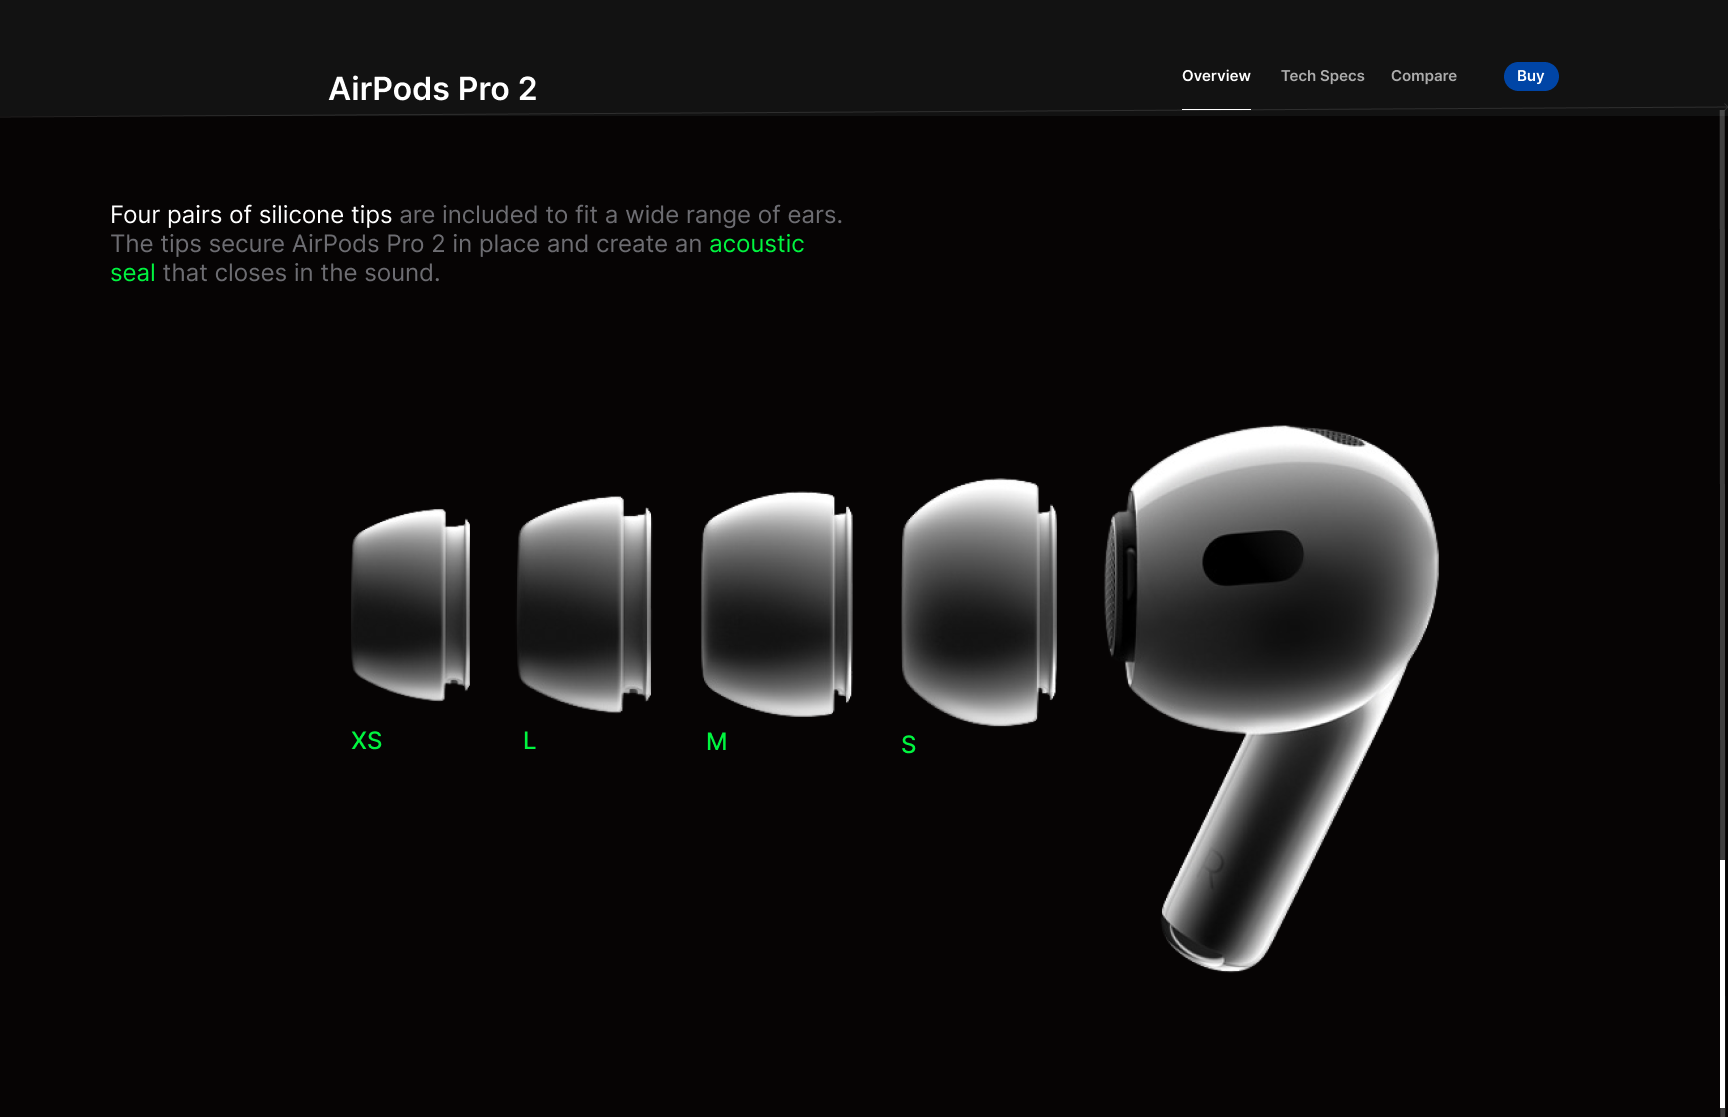 AirPods Pro 2
Overview Tech Specs Compare Buy
Four pairs of silicone tips are included to fit a wide range of ears.
The tips secure AirPods Pro 2 in place and create an acoustic
seal that closes in the sound.
XS L M S
R